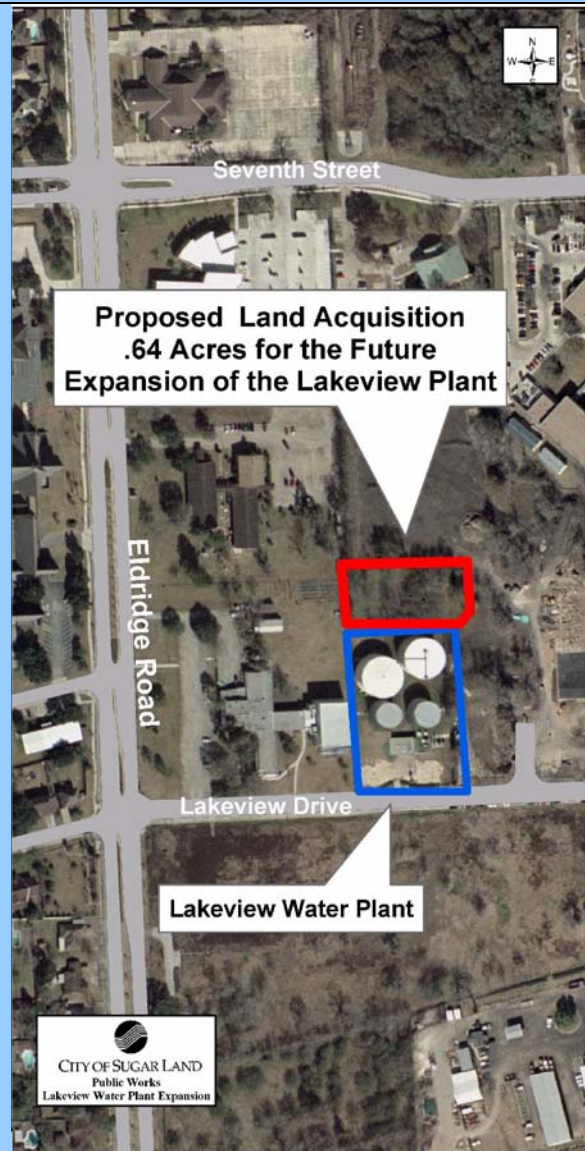 N
W E
S
Seventh Street
Proposed Land Acquisition
.64 Acres for the Future
Expansion of the Lakeview Plant
Eldridge Road
Lakeview Drive
Lakeview Water Plant
CITY OF SUGAR LAND
Public Works
Lakeview Water Plant Expansion